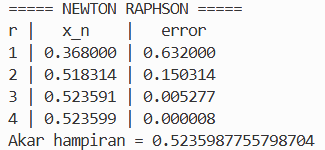 ===== NEWTON RAPHSON =====
r | x_n | error
1 | 0.368000 | 0.632000
2 | 0.518314 | 0.150314
3 | 0.523591 | 0.005277
4 | 0.523599 | 0.000008
Akar hampiran = 0.5235987755798704